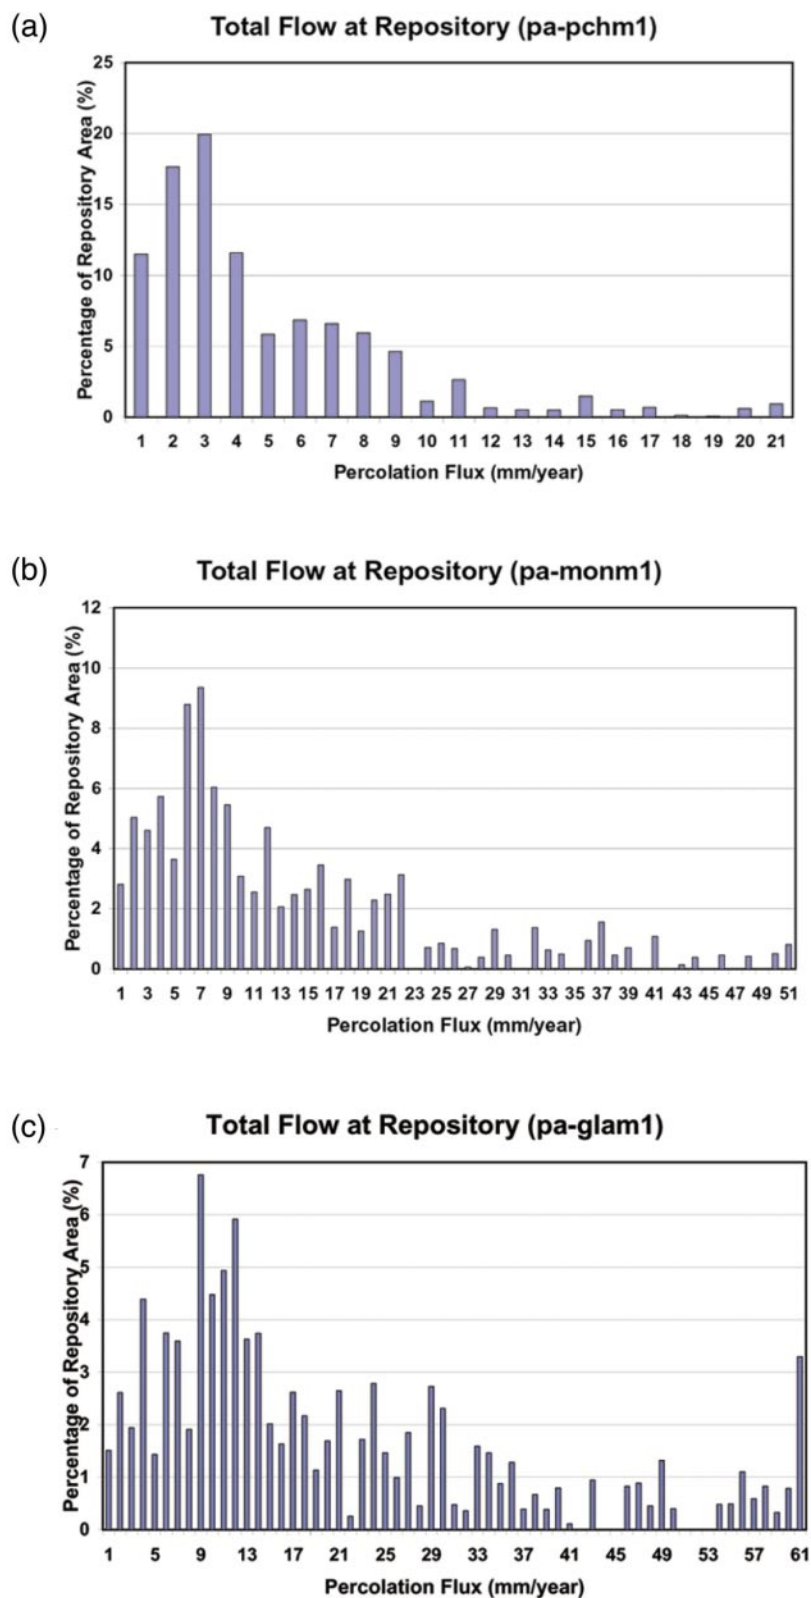 (a)
Total Flow at Repository (pa-pchm1)
Percentage of Repository Area (%)
25
20
15
10
5
0
1 2 3 4 5 6 7 8 9 10 11 12 13 14 15 16 17 18 19 20 21
Percolation Flux (mm/year)
(b)
Total Flow at Repository (pa-monm1)
Percentage of Repository Area (%)
12
10
8
6
4
2
0
1 3 5 7 9 11 13 15 17 19 21 23 25 27 29 31 33 35 37 39 41 43 45 47 49 51
Percolation Flux (mm/year)
(c)
Total Flow at Repository (pa-glam1)
Percentage of Repository Area (%)
7
6
5
4
3
2
1
0
1 5 9 13 17 21 25 29 33 37 41 45 49 53 57 61
Percolation Flux (mm/year)